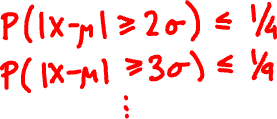 P(|X-μ| ≥ 2σ) ≤ 1/4
P(|X-μ| ≥ 3σ) ≤ 1/9
⋮